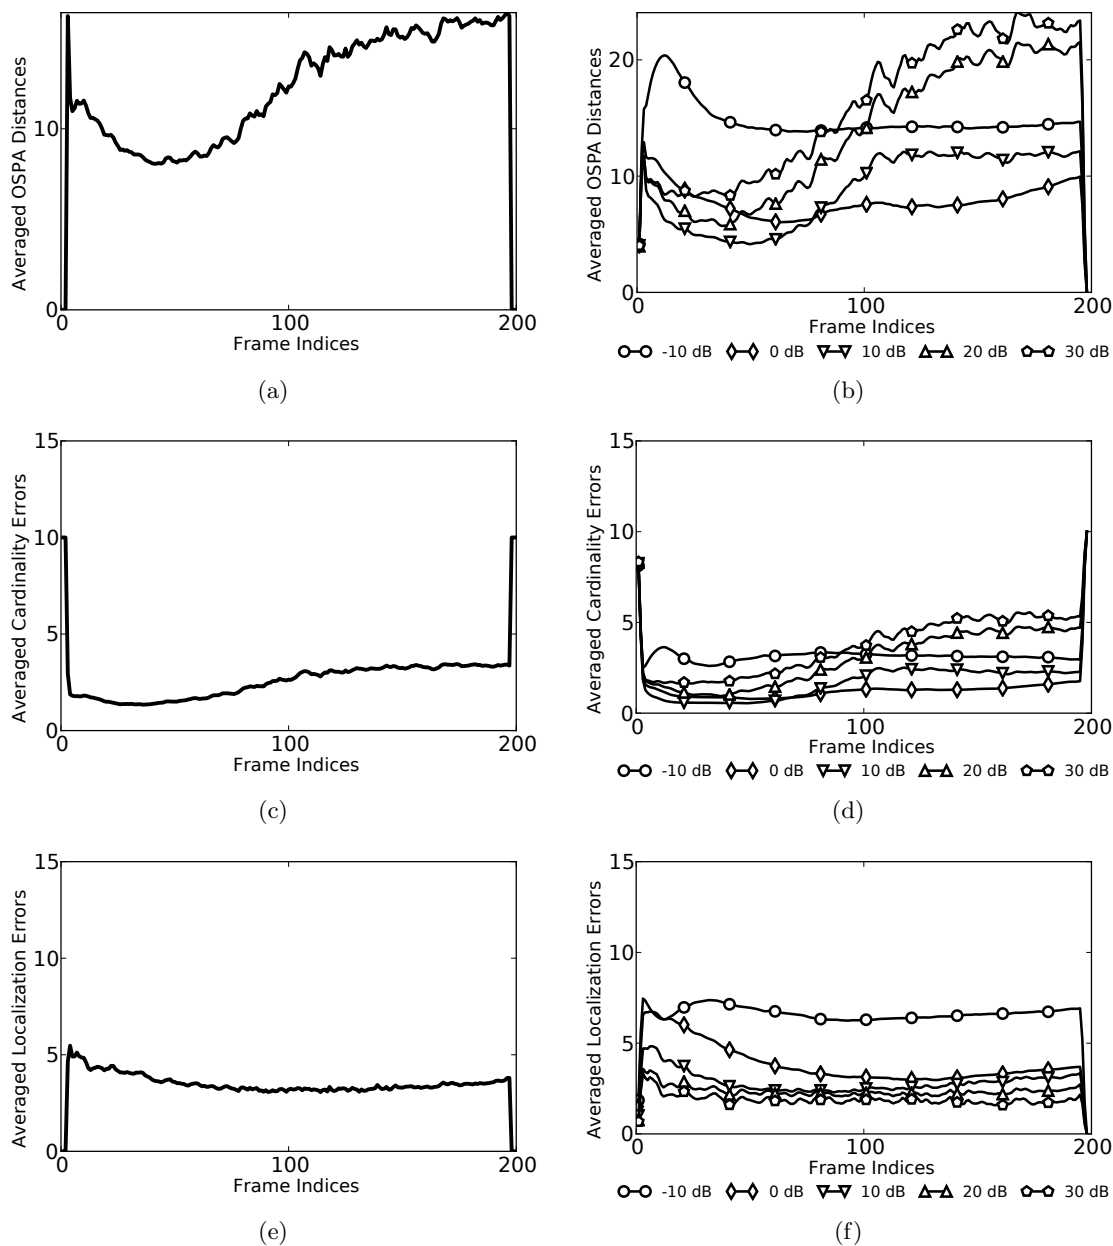 Averaged OSPA Distances
10
0
0
100
200
Frame Indices
(a)
Averaged OSPA Distances
20
10
0
0
100
200
Frame Indices
-10 dB
0 dB
10 dB
20 dB
30 dB
(b)
Averaged Cardinality Errors
15
10
5
0
0
100
200
Frame Indices
(c)
Averaged Cardinality Errors
15
10
5
0
0
100
200
Frame Indices
-10 dB
0 dB
10 dB
20 dB
30 dB
(d)
Averaged Localization Errors
15
10
5
0
0
100
200
Frame Indices
(e)
Averaged Localization Errors
15
10
5
0
0
100
200
Frame Indices
-10 dB
0 dB
10 dB
20 dB
30 dB
(f)